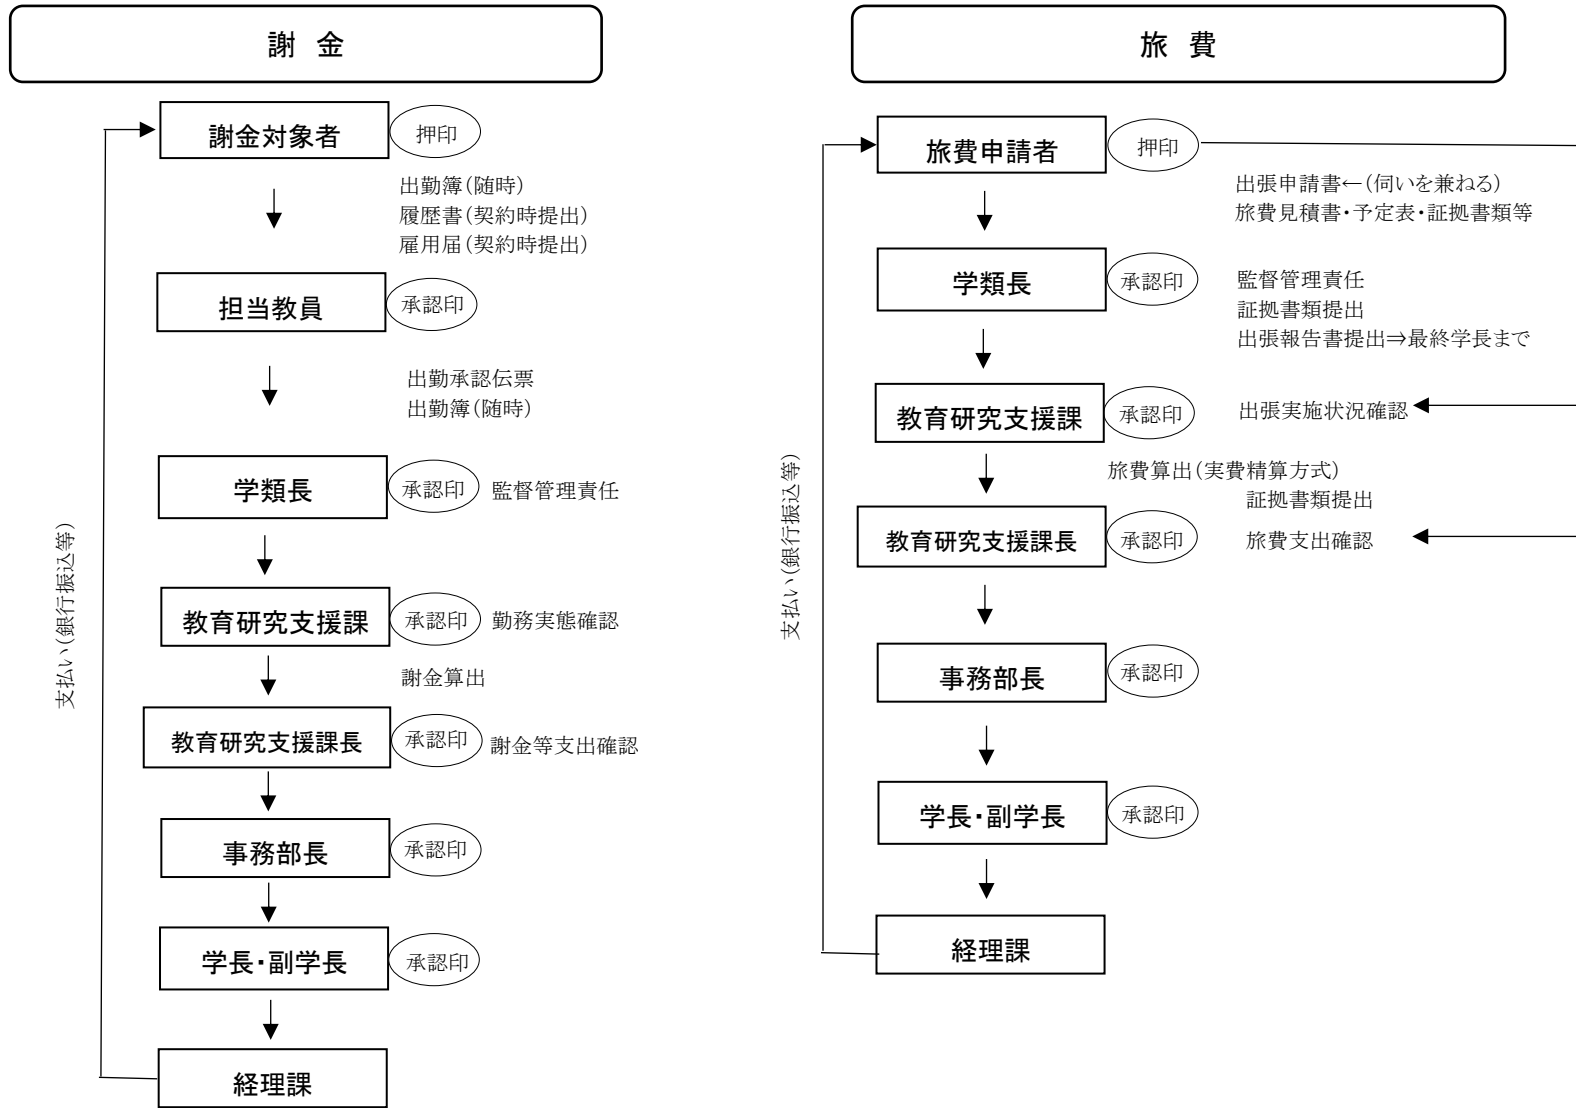 謝 金
謝金対象者
押印
出勤簿(随時)
履歴書(契約時提出)
雇用届(契約時提出)
担当教員
承認印
出勤承認伝票
出勤簿(随時)
学類長
承認印
監督管理責任
教育研究支援課
承認印
勤務実態確認
謝金算出
教育研究支援課長
承認印
謝金等支出確認
事務部長
承認印
学長・副学長
承認印
経理課
支払い(銀行振込等)
旅 費
旅費申請者
押印
出張申請書←(伺いを兼ねる)
旅費見積書・予定表・証拠書類等
学類長
承認印
監督管理責任
証拠書類提出
出張報告書提出⇒最終学長まで
教育研究支援課
承認印
出張実施状況確認
旅費算出(実費精算方式)
証拠書類提出
教育研究支援課長
承認印
旅費支出確認
事務部長
承認印
学長・副学長
承認印
経理課
支払い(銀行振込等)